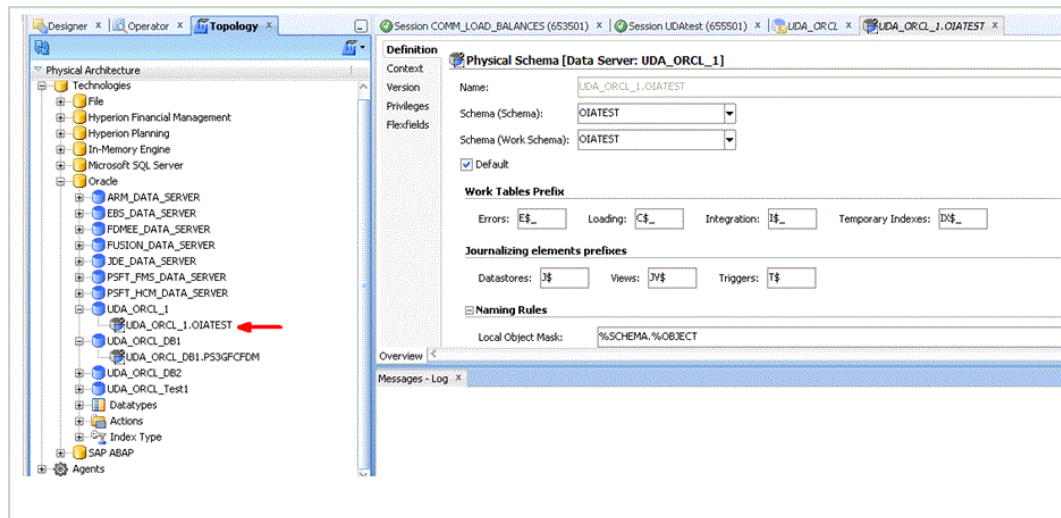 Designer x Operator x Topology x
Physical Architecture
Technologies
File
Hyperion Financial Management
Hyperion Planning
In-Memory Engine
Microsoft SQL Server
Oracle
ARM_DATA_SERVER
EBS_DATA_SERVER
FDMEE_DATA_SERVER
FUSION_DATA_SERVER
JDE_DATA_SERVER
PSFT_FMS_DATA_SERVER
PSFT_HCM_DATA_SERVER
UDA_ORCL_1
UDA_ORCL_1.OIATEST
UDA_ORCL_DB1
UDA_ORCL_DB1.PS3GFCFDM
UDA_ORCL_DB2
UDA_ORCL_Test1
Datatypes
Actions
Index Type
SAP ABAP
Agents
Session COMM_LOAD_BALANCES (653501) x Session UDAtest (655501) x UDA_ORCL x UDA_ORCL_1.OIATEST x
Definition
Context
Version
Privileges
Flexfields
Physical Schema [Data Server: UDA_ORCL_1]
Name: UDA_ORCL_1.OIATEST
Schema (Schema): OIATEST
Schema (Work Schema): OIATEST
Default
Work Tables Prefix
Errors: E$_ Loading: C$_ Integration: I$_ Temporary Indexes: IX$_
Journalizing elements prefixes
Datastores: J$ Views: JV$ Triggers: T$
Naming Rules
Local Object Mask: %SCHEMA.%OBJECT
Overview
Messages - Log x